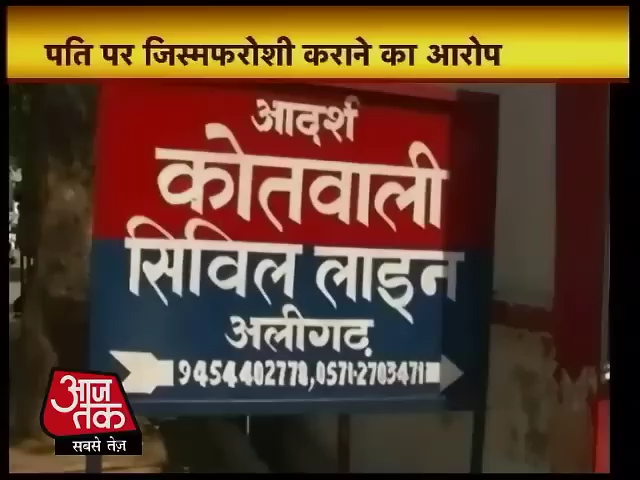 पति पर जिस्मफरोशी कराने का आरोप
आदर्श
कोतवाली
सिविल लाइन
अलीगढ़
9454402778,0571-2703471
आज
तक
सबसे तेज़